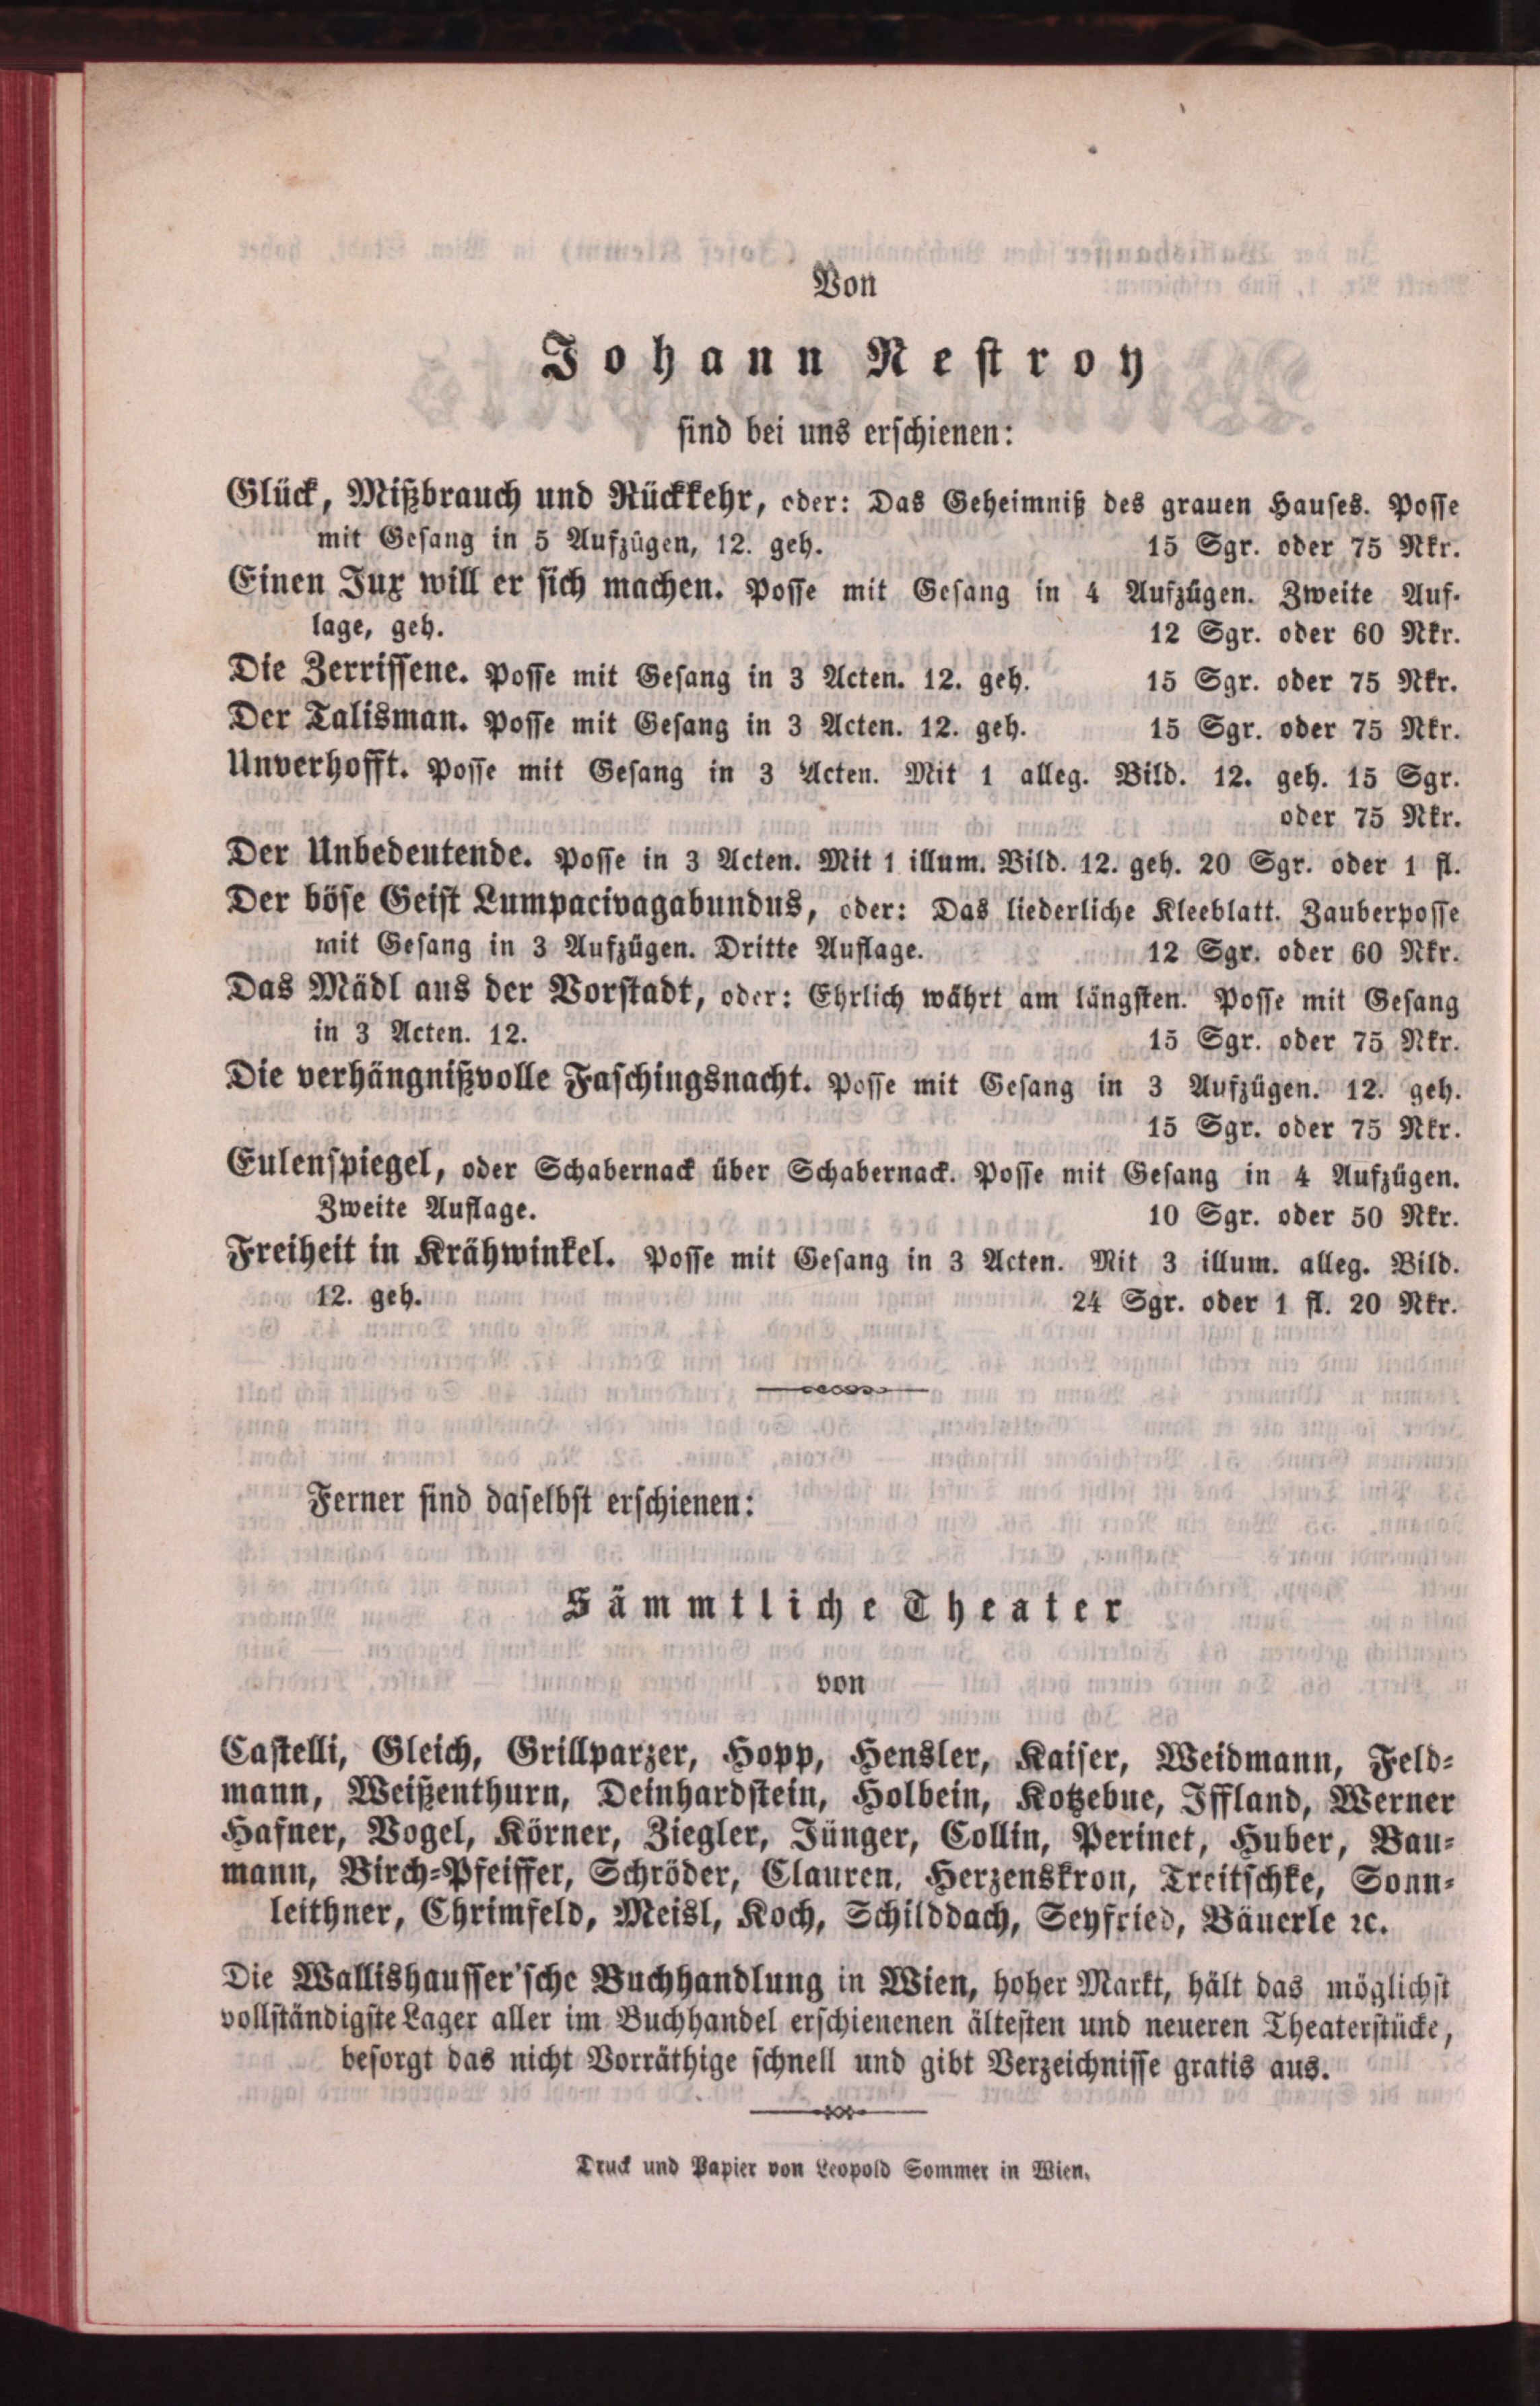 Von
Johann Nestroy
sind bei uns erschienen:
Glück, Mißbrauch und Rückkehr, oder: Das Geheimniß des grauen Hauses. Posse
mit Gesang in 5 Aufzügen, 12. geh. 15 Sgr. oder 75 Nkr.
Einen Jux will er sich machen. Posse mit Gesang in 4 Aufzügen. Zweite Auf-
lage, geh. 12 Sgr. oder 60 Nkr.
Die Zerrissene. Posse mit Gesang in 3 Acten. 12. geh. 15 Sgr. oder 75 Nkr.
Der Talisman. Posse mit Gesang in 3 Acten. 12. geh. 15 Sgr. oder 75 Nkr.
Unverhofft. Posse mit Gesang in 3 Acten. Mit 1 alleg. Bild. 12. geh. 15 Sgr.
oder 75 Nkr.
Der Unbedeutende. Posse in 3 Acten. Mit 1 illum. Bild. 12. geh. 20 Sgr. oder 1 fl.
Der böse Geist Lumpacivagabundus, oder: Das liederliche Kleeblatt. Zauberposse
mit Gesang in 3 Aufzügen. Dritte Auflage. 12 Sgr. oder 60 Nkr.
Das Mädl aus der Vorstadt, oder: Ehrlich währt am längsten. Posse mit Gesang
in 3 Acten. 12. 15 Sgr. oder 75 Nkr.
Die verhängnißvolle Faschingsnacht. Posse mit Gesang in 3 Aufzügen. 12. geh.
15 Sgr. oder 75 Nkr.
Eulenspiegel, oder Schabernack über Schabernack. Posse mit Gesang in 4 Aufzügen.
Zweite Auflage. 10 Sgr. oder 50 Nkr.
Freiheit in Krähwinkel. Posse mit Gesang in 3 Acten. Mit 3 illum. alleg. Bild.
12. geh. 24 Sgr. oder 1 fl. 20 Nkr.
Ferner sind daselbst erschienen:
Sämmtliche Theater
von
Castelli, Gleich, Grillparzer, Hopp, Hensler, Kaiser, Weidmann, Feld-
mann, Weißenthurn, Deinhardstein, Holbein, Kotzebue, Iffland, Werner
Hafner, Vogel, Körner, Ziegler, Jünger, Collin, Perinet, Huber, Bau-
mann, Birch-Pfeiffer, Schröder, Clauren, Herzenskron, Treitschke, Sonn-
leithner, Chrimfeld, Meisl, Koch, Schilddach, Seyfried, Bäuerle ꝛc.
Die Wallishausser'sche Buchhandlung in Wien, hoher Markt, hält das möglichst
vollständigste Lager aller im Buchhandel erschienenen ältesten und neueren Theaterstücke,
besorgt das nicht Vorräthige schnell und gibt Verzeichnisse gratis aus.
Druck und Papier von Leopold Sommer in Wien.